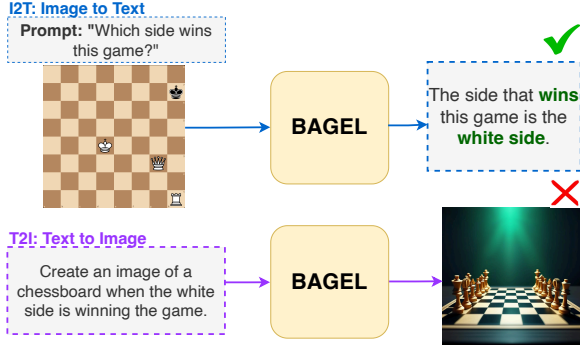 I2T: Image to Text
Prompt: "Which side wins
this game?"
BAGEL
The side that wins
this game is the
white side.
T2I: Text to Image
Create an image of a
chessboard when the white
side is winning the game.
BAGEL